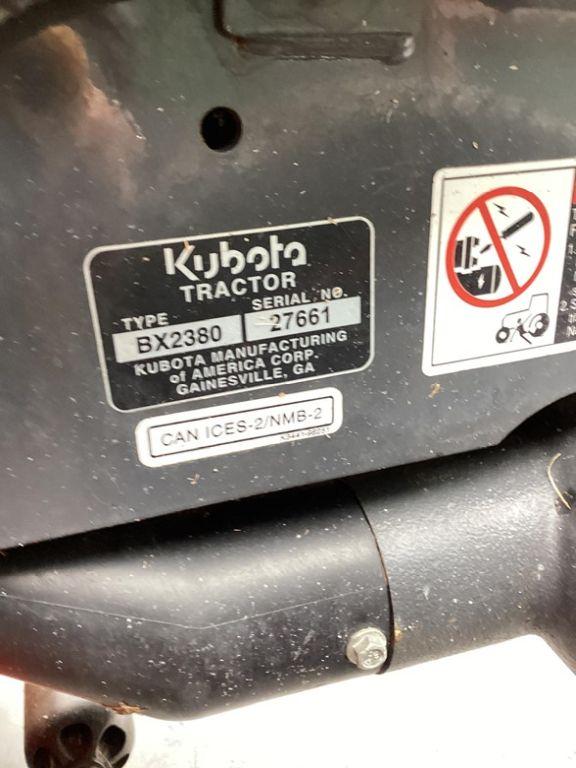 Kubota
TRACTOR
TYPE SERIAL NO.
BX2380 27661
KUBOTA MANUFACTURING
of AMERICA CORP.
GAINESVILLE, GA
CAN ICES-2/NMB-2